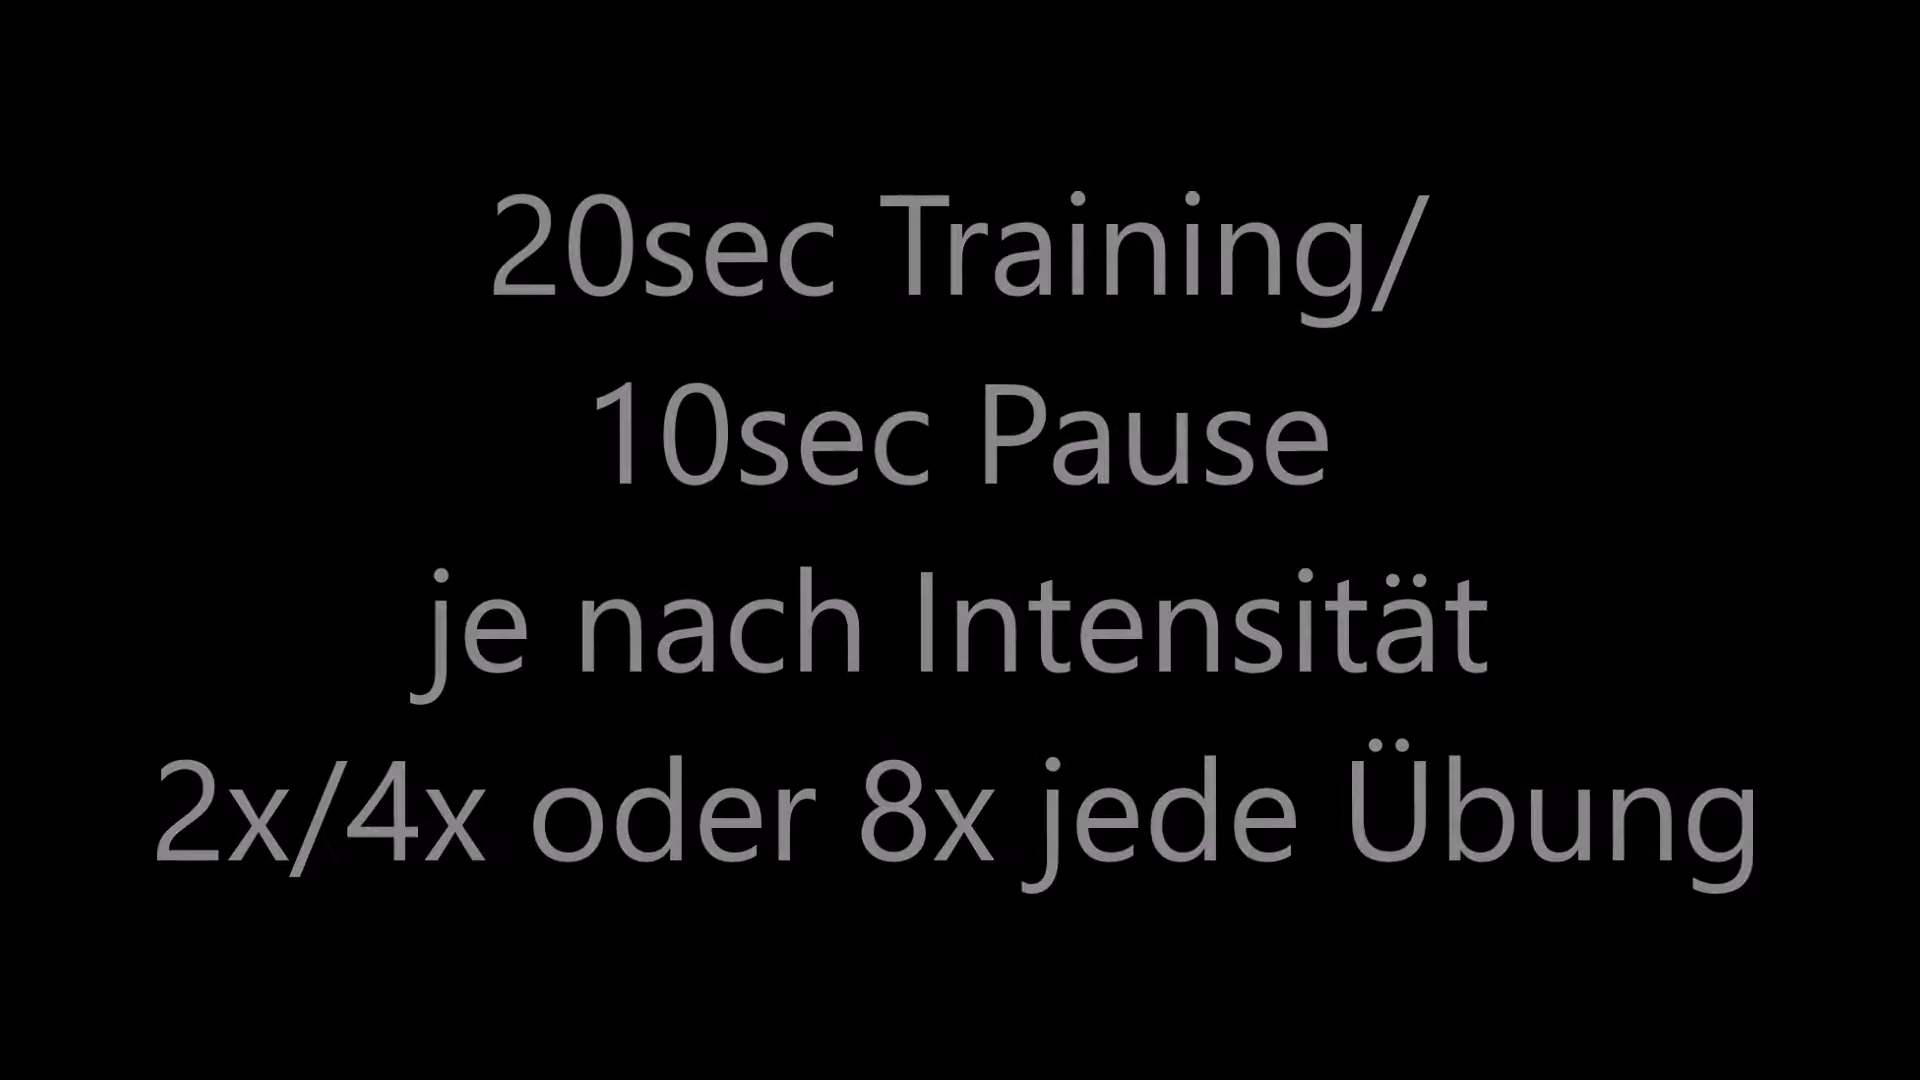 20sec Training/
10sec Pause
je nach Intensität
2x/4x oder 8x jede Übung